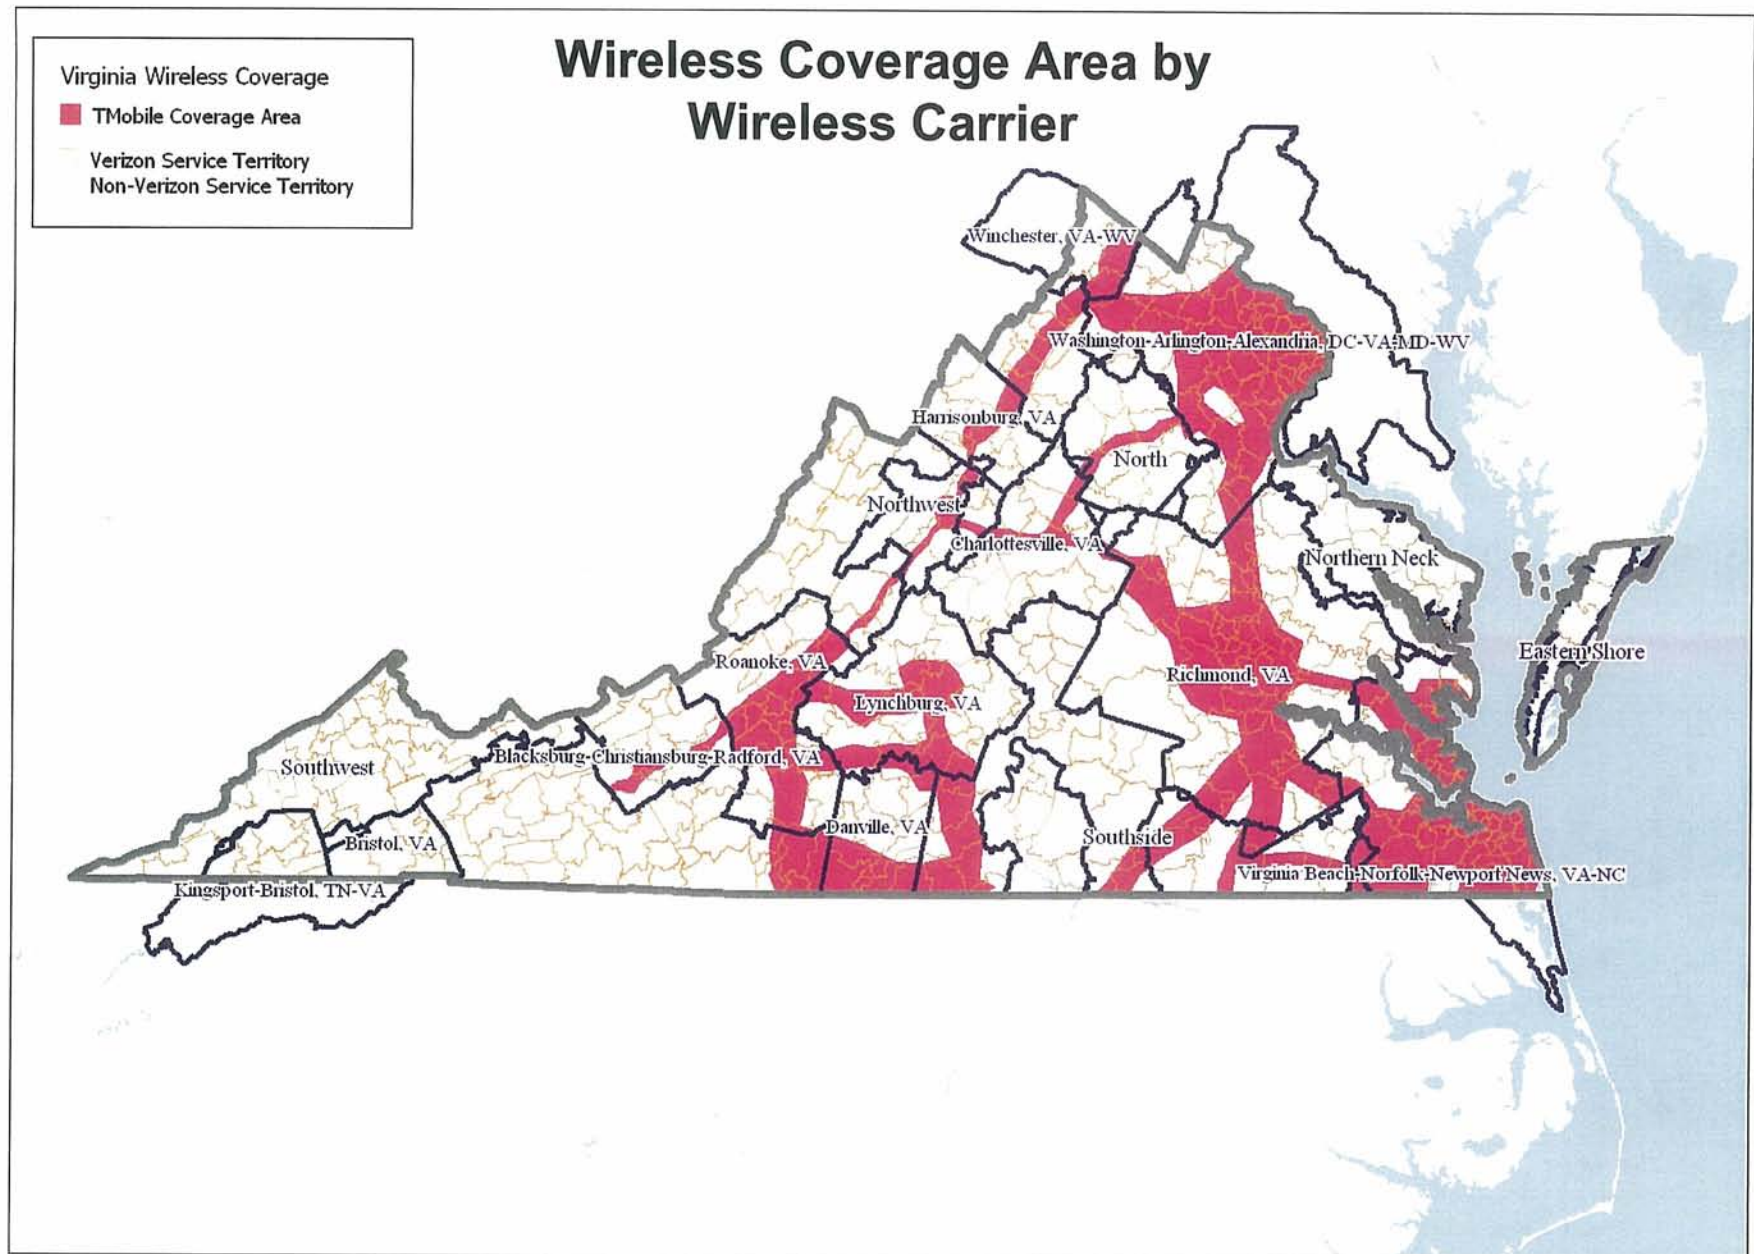 Wireless Coverage Area by
Wireless Carrier
Virginia Wireless Coverage
TMobile Coverage Area
Verizon Service Territory
Non-Verizon Service Territory
Winchester, VA-WV
Washington-Arlington-Alexandria, DC-VA-MD-WV
Harrisonburg, VA
North
Northwest
Charlottesville, VA
Northern Neck
Eastern Shore
Roanoke, VA
Richmond, VA
Lynchburg, VA
Blacksburg-Christiansburg-Radford, VA
Southwest
Danville, VA
Southside
Bristol, VA
Virginia Beach-Norfolk-Newport News, VA-NC
Kingsport-Bristol, TN-VA